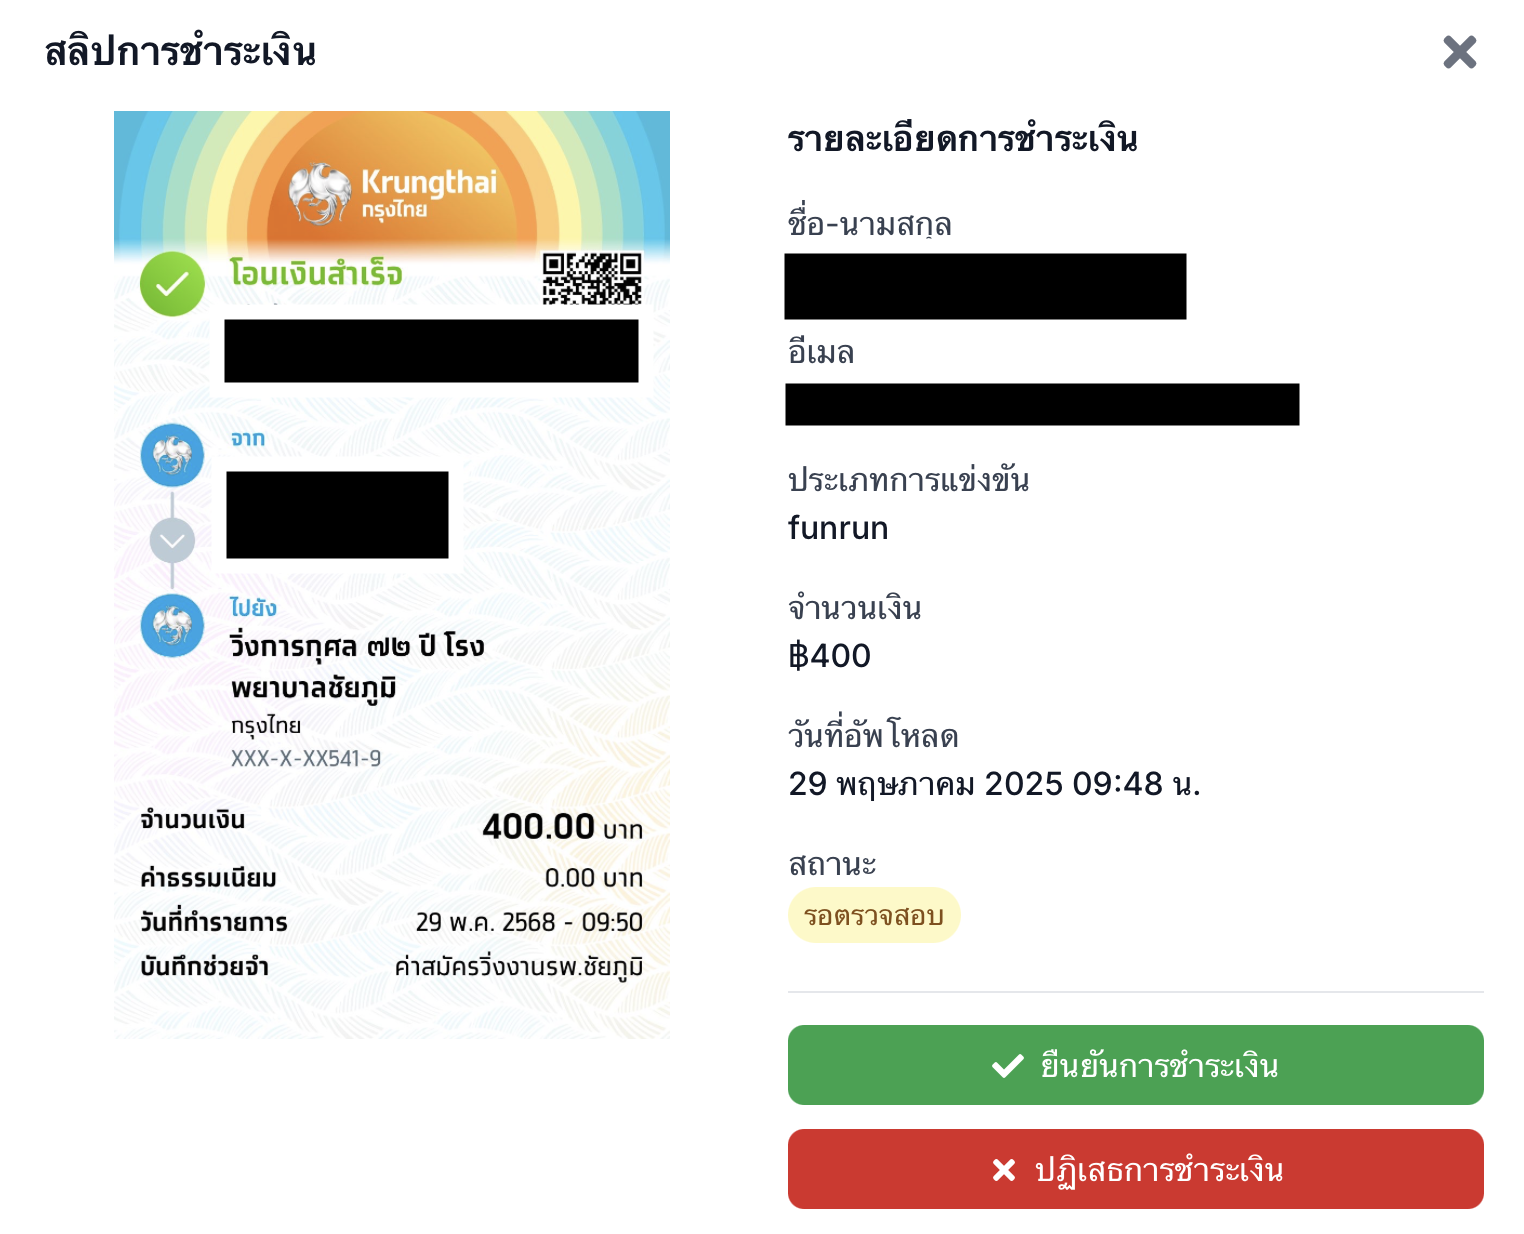 สลิปการชำระเงิน
Krungthai
กรุงไทย
โอนเงินสำเร็จ
จาก
ไปยัง
วิ่งการกุศล ๗๒ ปี โรง
พยาบาลชัยภูมิ
กรุงไทย
XXX-X-XX541-9
จำนวนเงิน 400.00 บาท
ค่าธรรมเนียม 0.00 บาท
วันที่ทำรายการ 29 พ.ค. 2568 - 09:50
บันทึกช่วยจำ ค่าสมัครวิ่งงานรพ.ชัยภูมิ
รายละเอียดการชำระเงิน
ชื่อ-นามสกุล
อีเมล
ประเภทการแข่งขัน
funrun
จำนวนเงิน
฿400
วันที่อัพโหลด
29 พฤษภาคม 2025 09:48 น.
สถานะ
รอตรวจสอบ
ยืนยันการชำระเงิน
ปฏิเสธการชำระเงิน